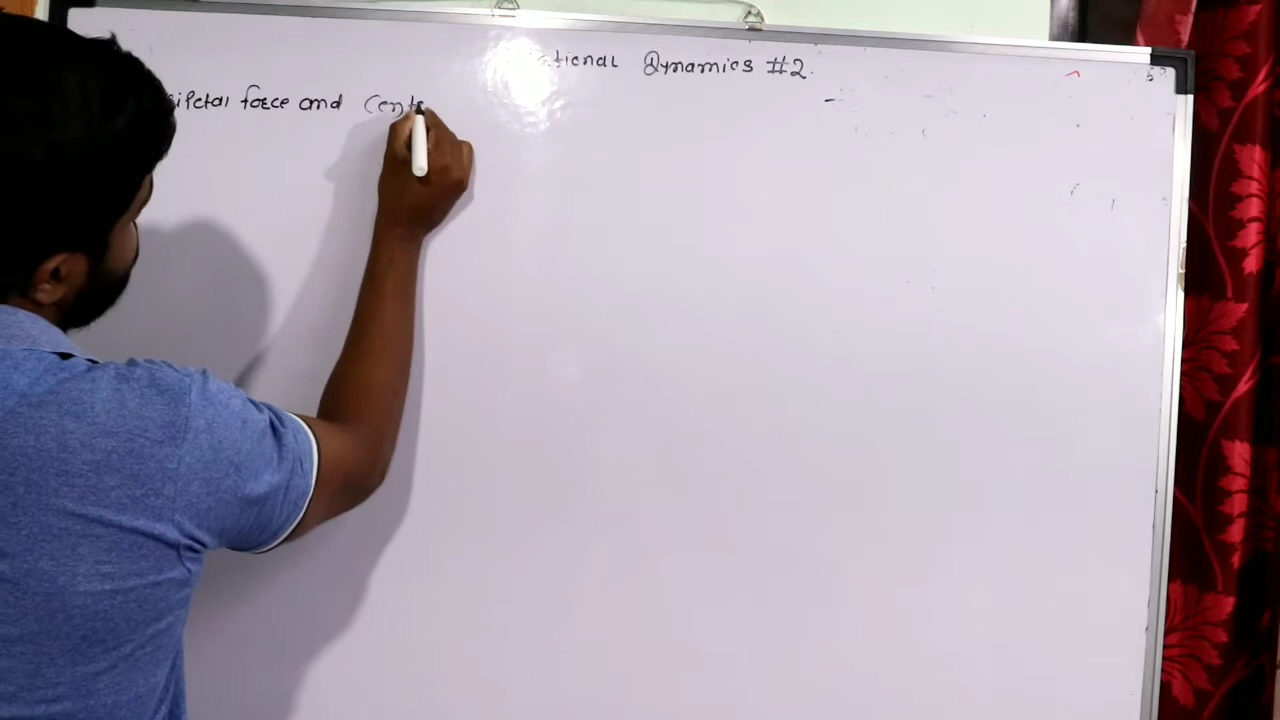 ational Dynamics #2.
ipetal force and Cent